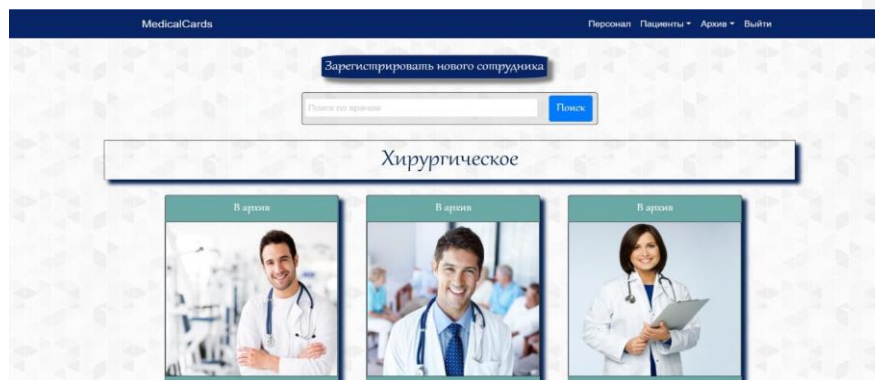 MedicalCards Персонал Пациенты Архив Выйти
Зарегистрировать нового сотрудника
Поиск по врачам Поиск
Хирургическое
В архив В архив В архив